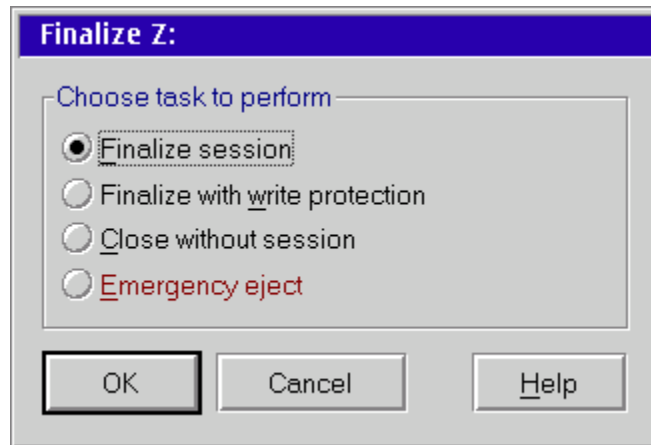 Finalize Z:
Choose task to perform
Finalize session
Finalize with write protection
Close without session
Emergency eject
OK Cancel Help